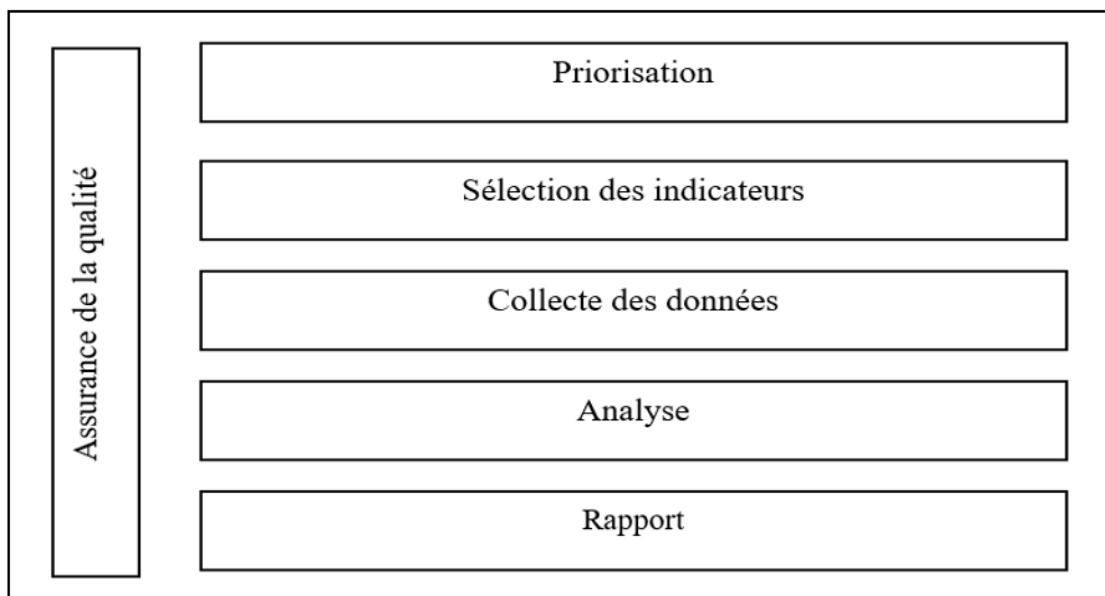 Assurance de la qualité
Priorisation
Sélection des indicateurs
Collecte des données
Analyse
Rapport